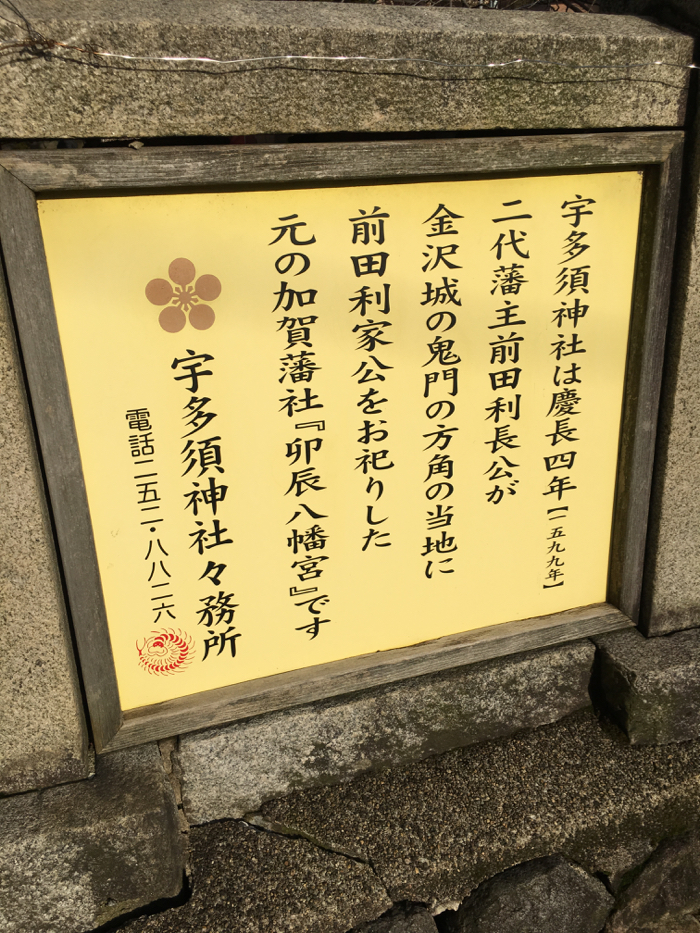 宇多須神社は慶長四年【一五九九年】
二代藩主前田利長公が
金沢城の鬼門の方角の当地に
前田利家公をお祀りした
元の加賀藩社『卯辰八幡宮』です
宇多須神社々務所
電話二五二・八八二六